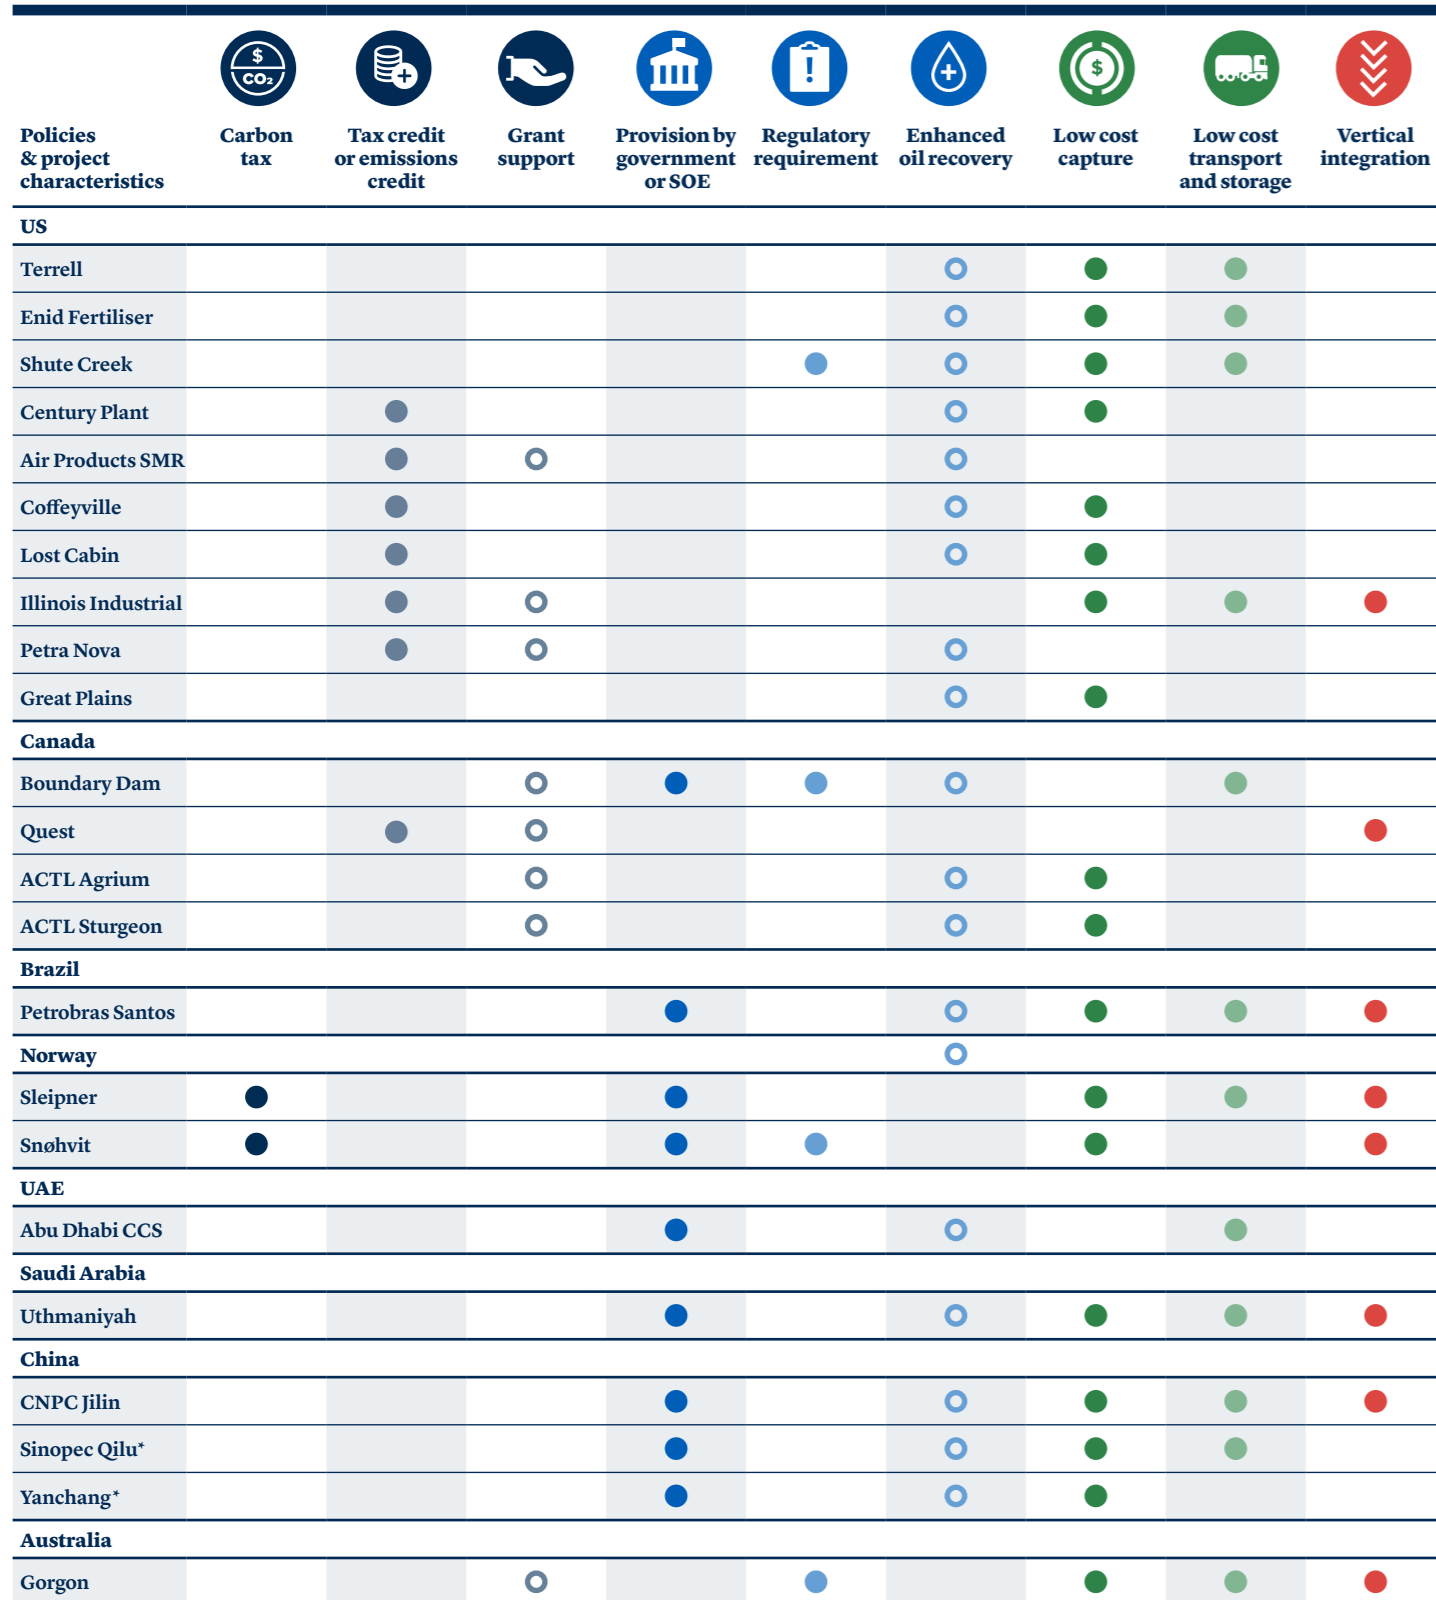 $
CO₂
$
Policies
& project
characteristics
Carbon
tax
Tax credit
or emissions
credit
Grant
support
Provision by
government
or SOE
Regulatory
requirement
Enhanced
oil recovery
Low cost
capture
Low cost
transport
and storage
Vertical
integration
US
Terrell
Enid Fertiliser
Shute Creek
Century Plant
Air Products SMR
Coffeyville
Lost Cabin
Illinois Industrial
Petra Nova
Great Plains
Canada
Boundary Dam
Quest
ACTL Agrium
ACTL Sturgeon
Brazil
Petrobras Santos
Norway
Sleipner
Snøhvit
UAE
Abu Dhabi CCS
Saudi Arabia
Uthmaniyah
China
CNPC Jilin
Sinopec Qilu*
Yanchang*
Australia
Gorgon